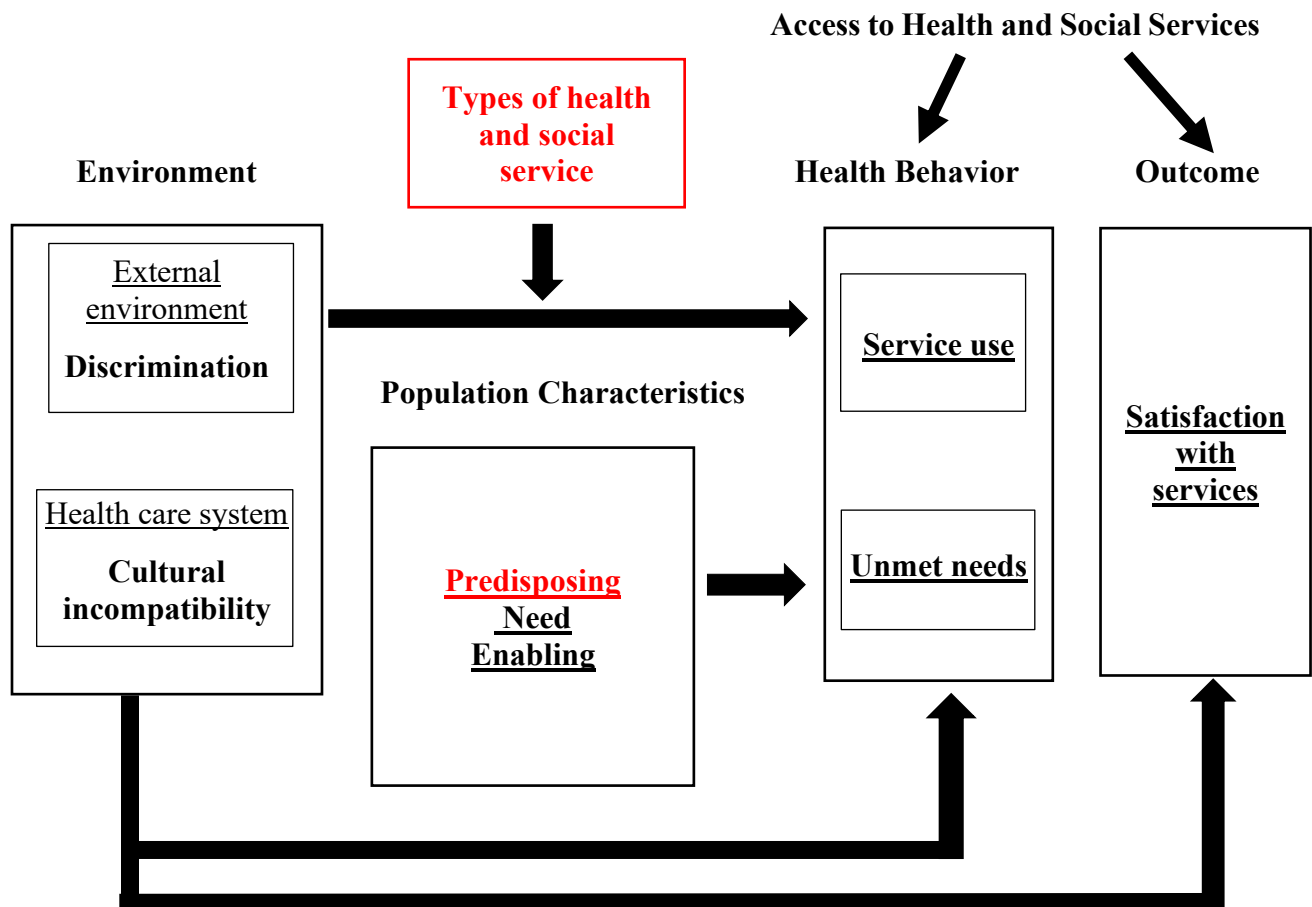 Access to Health and Social Services
Types of health
and social
service
Environment
Health Behavior
Outcome
External
environment
Discrimination
Health care system
Cultural
incompatibility
Population Characteristics
Predisposing
Need
Enabling
Service use
Unmet needs
Satisfaction
with
services